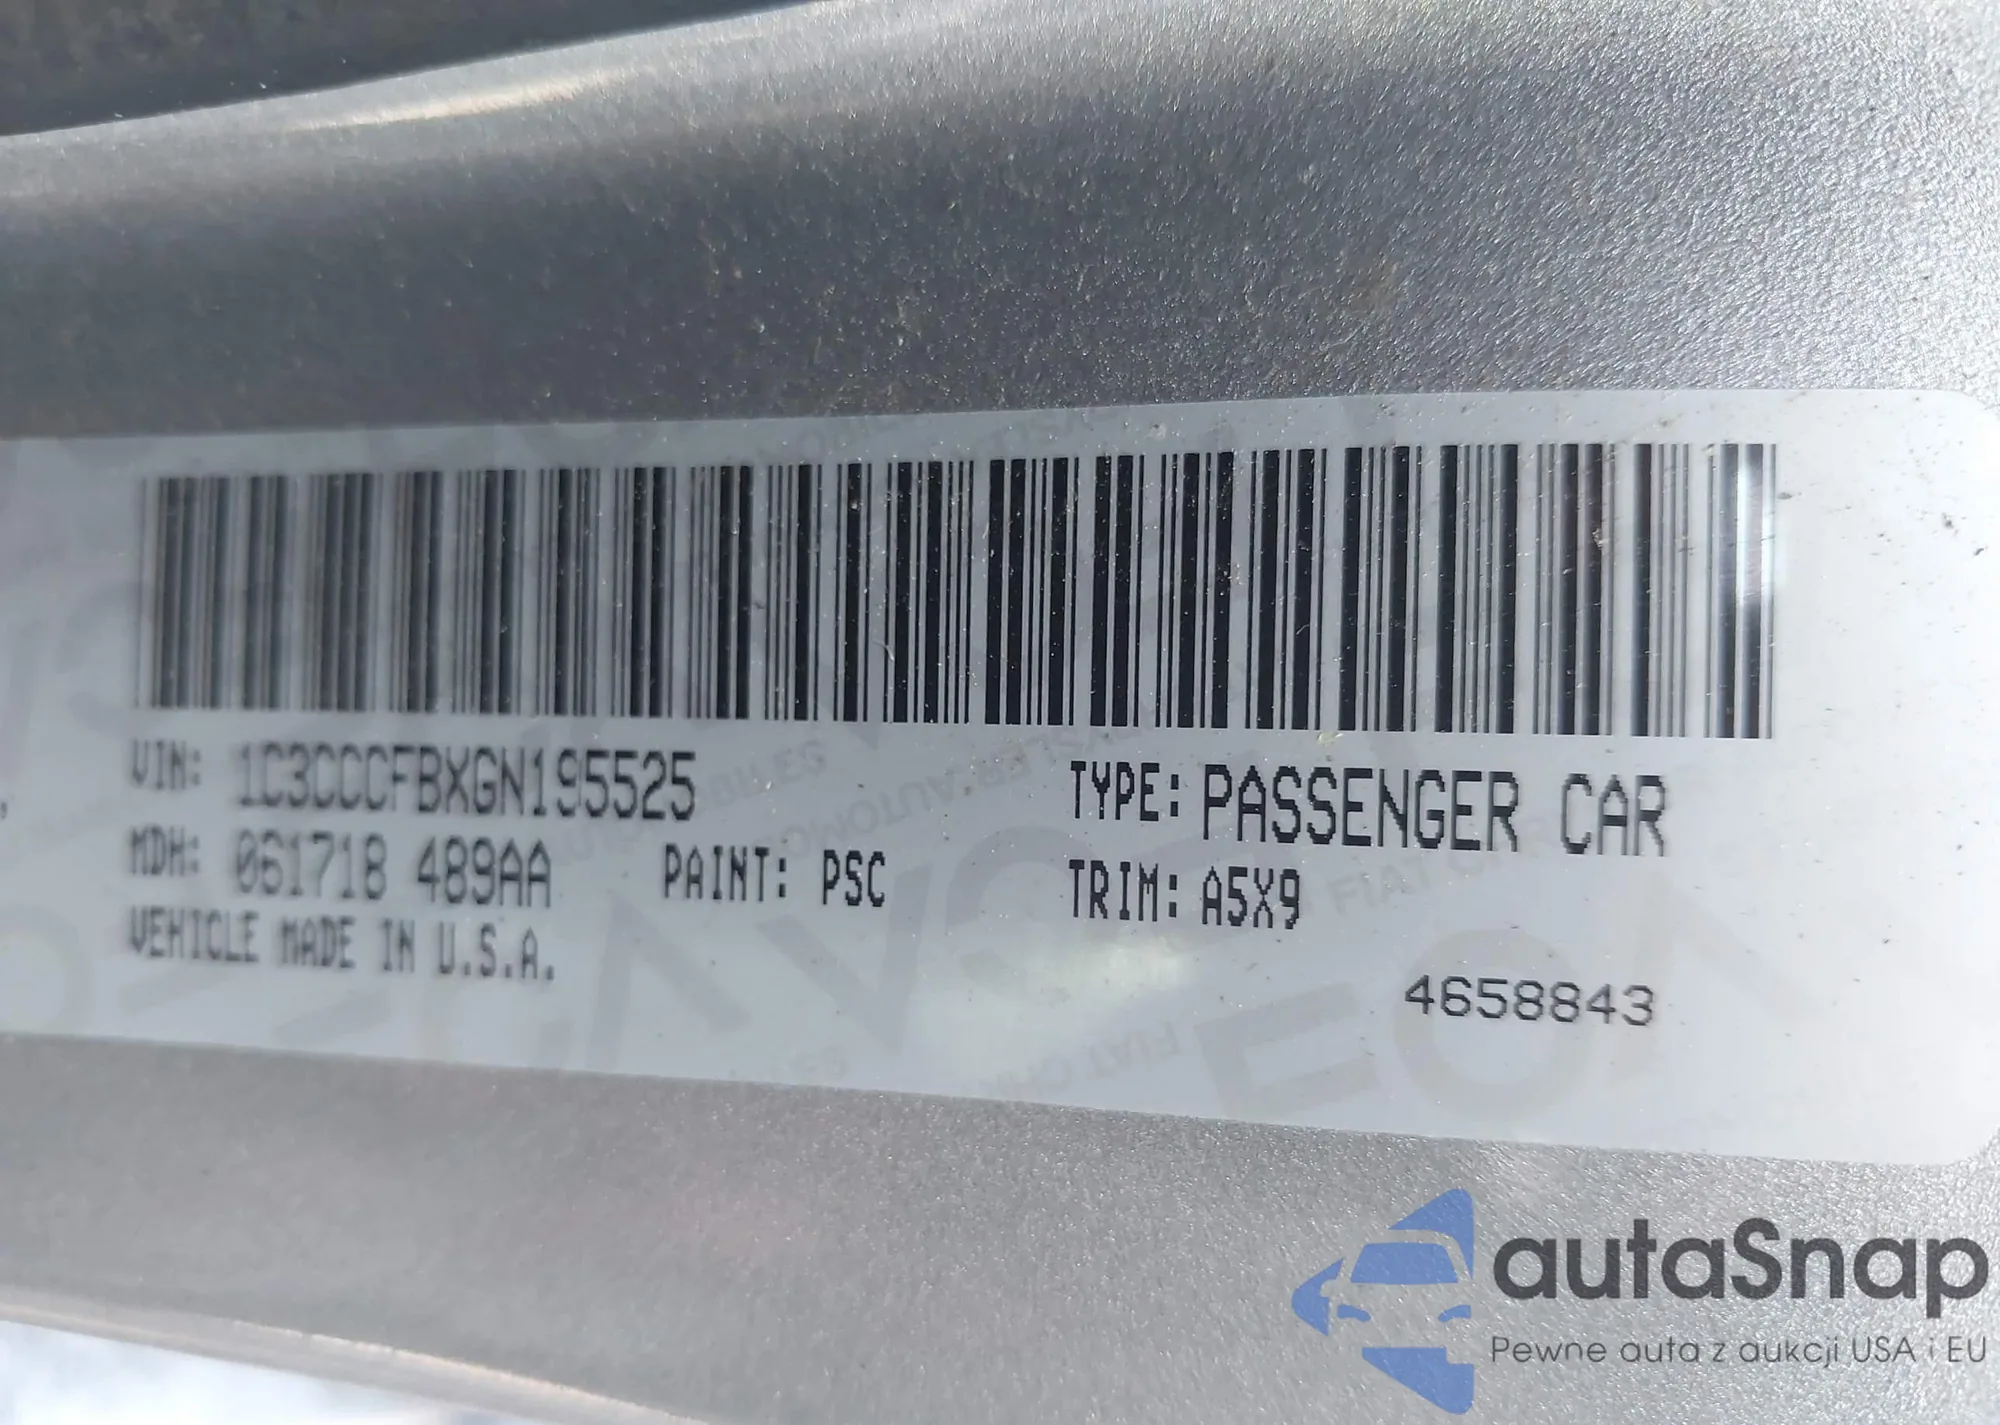 VIN: 1C3CCCFBXGN195525
TYPE: PASSENGER CAR
MDH: 061718 489AA
PAINT: PSC
TRIM: A5X9
VEHICLE MADE IN U.S.A.
4658843
autaSnap
Pewne auta z aukcji USA i EU